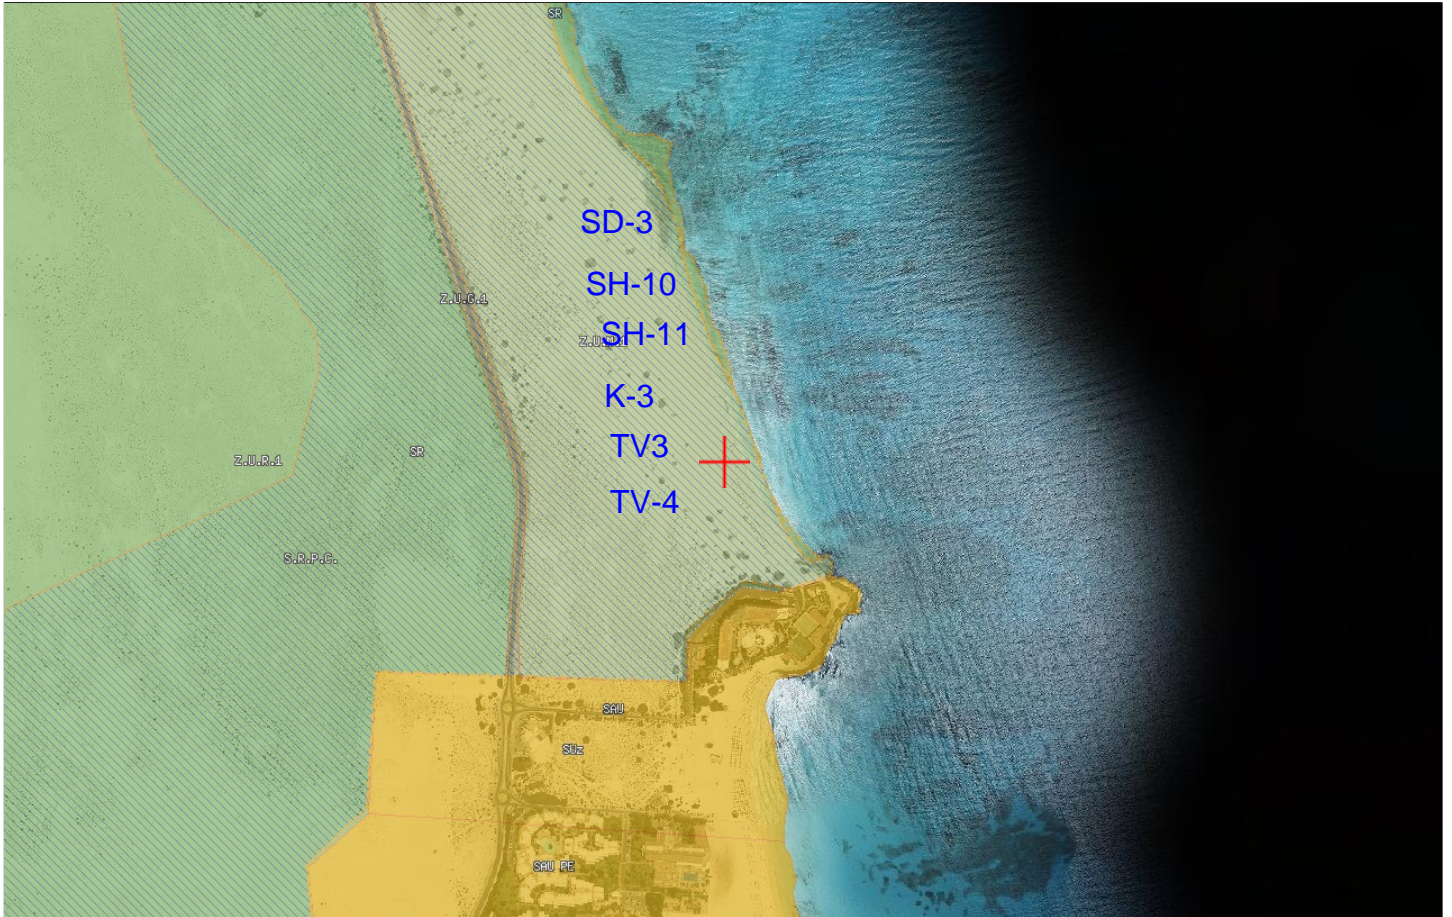 SR
SD-3
SH-10
Z.U.G.1
SH-11
K-3
TV3
SR
Z.U.R.1
TV-4
S.R.P.C.
SAU
SUz
SAU PE